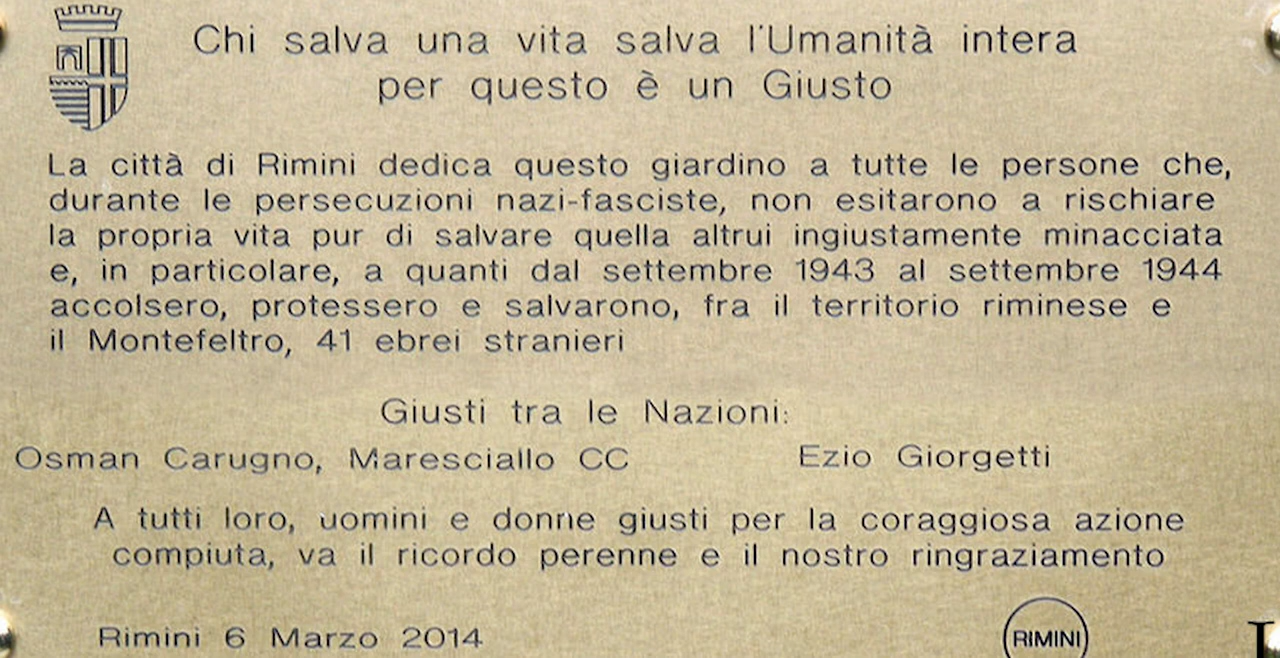 Chi salva una vita salva l'Umanità intera
per questo è un Giusto
La città di Rimini dedica questo giardino a tutte le persone che,
durante le persecuzioni nazi-fasciste, non esitarono a rischiare
la propria vita pur di salvare quella altrui ingiustamente minacciata
e, in particolare, a quanti dal settembre 1943 al settembre 1944
accolsero, protessero e salvarono, fra il territorio riminese e
il Montefeltro, 41 ebrei stranieri
Giusti tra le Nazioni:
Osman Carugno, Maresciallo CC Ezio Giorgetti
A tutti loro, uomini e donne giusti per la coraggiosa azione
compiuta, va il ricordo perenne e il nostro ringraziamento
Rimini 6 Marzo 2014
RIMINI